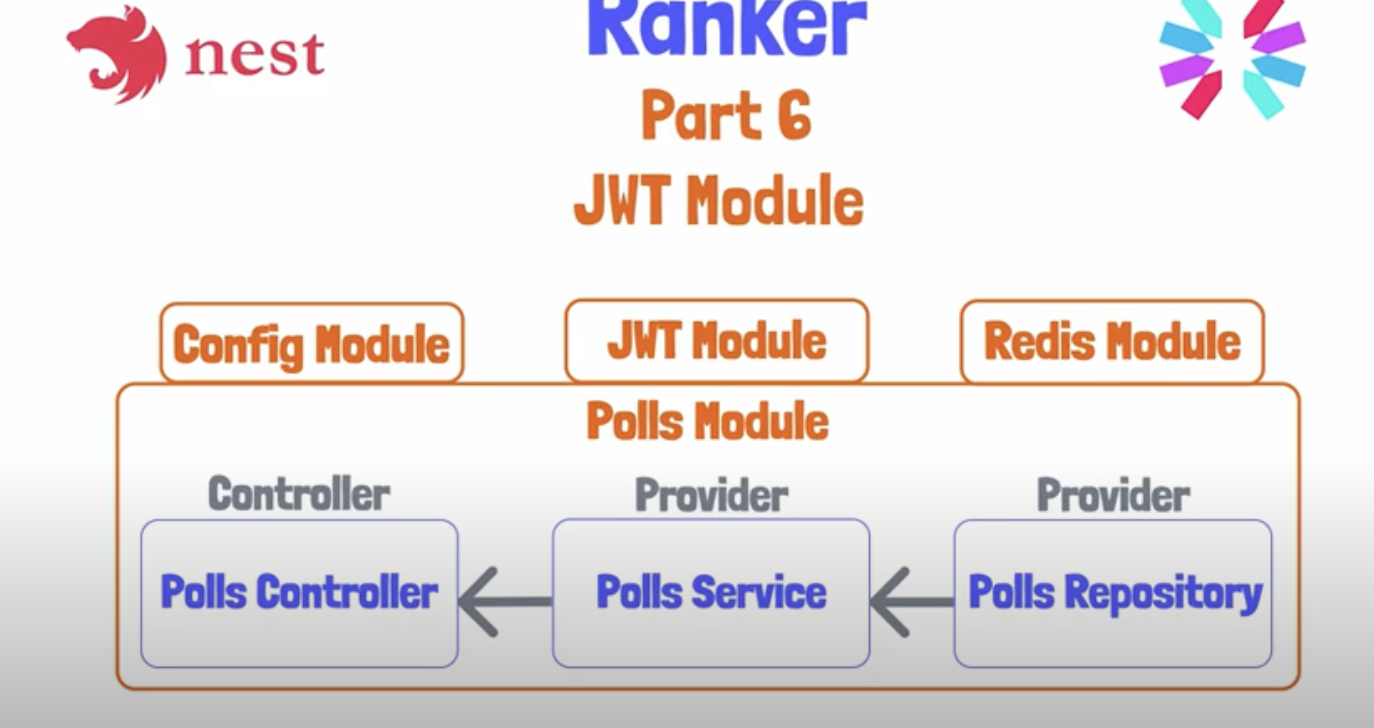 nest
Ranker
Part 6
JWT Module
Config Module
JWT Module
Redis Module
Polls Module
Controller
Provider
Provider
Polls Controller
Polls Service
Polls Repository